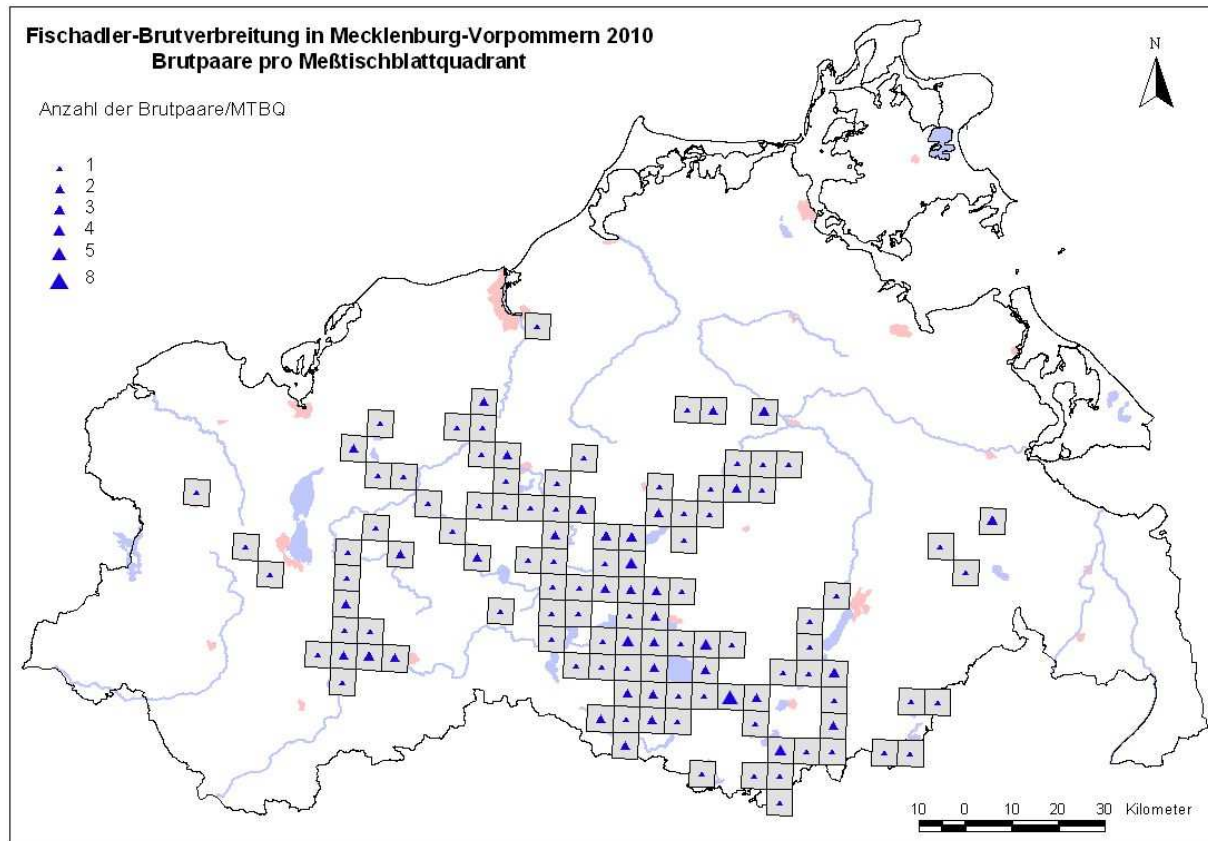 Fischadler-Brutverbreitung in Mecklenburg-Vorpommern 2010
Brutpaare pro Meßtischblattquadrant
N
Anzahl der Brutpaare/MTBQ
1
2
3
4
5
8
10 0 10 20 30 Kilometer